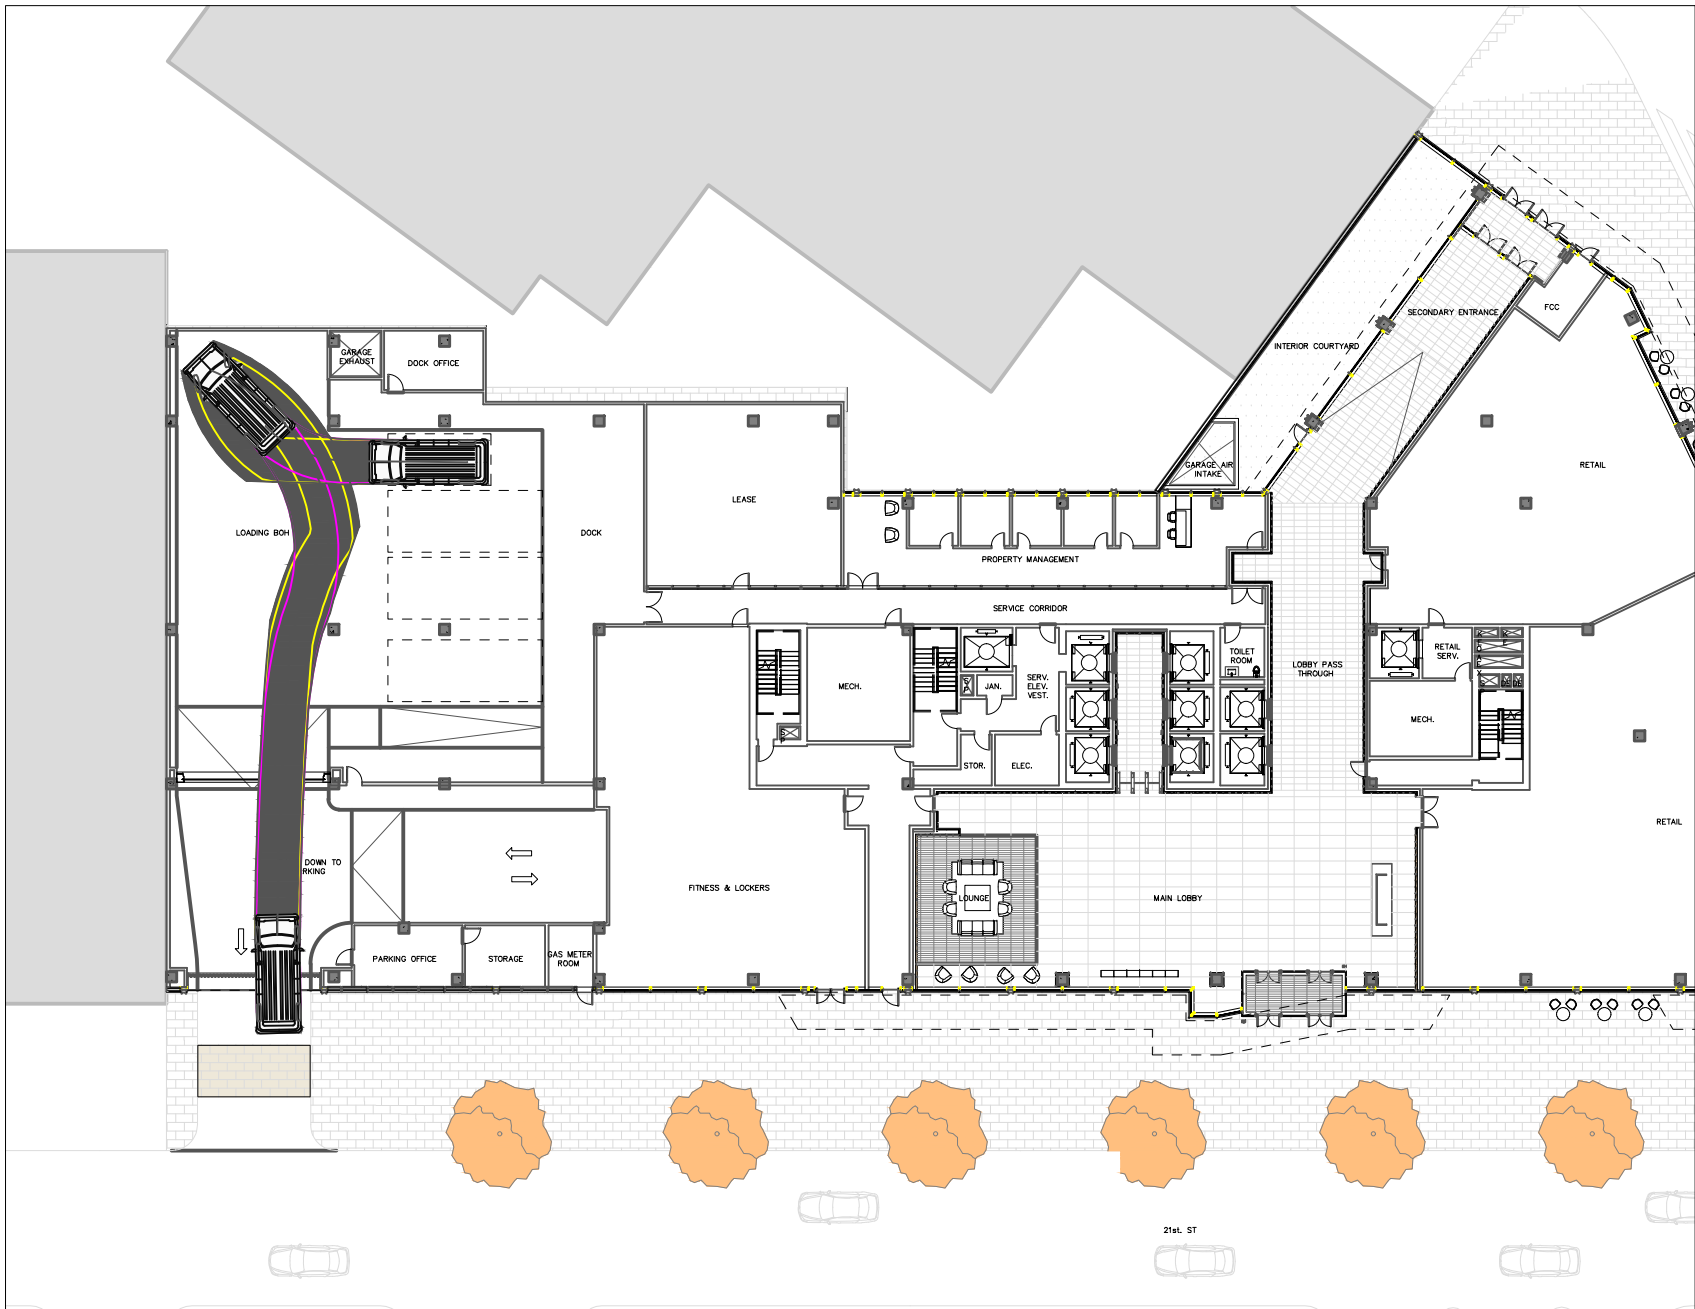 SECONDARY ENTRANCE
FCC
INTERIOR COURTYARD
GARAGE
EXHAUST
DOCK OFFICE
GARAGE AIR
INTAKE
RETAIL
LEASE
LOADING BOH
DOCK
PROPERTY MANAGEMENT
SERVICE CORRIDOR
TOILET
ROOM
RETAIL
SERV.
LOBBY PASS
THROUGH
MECH.
JAN.
SERV.
ELEV.
VEST.
MECH.
STOR.
ELEC.
RETAIL
DOWN TO
RKING
FITNESS & LOCKERS
LOUNGE
MAIN LOBBY
PARKING OFFICE
STORAGE
GAS METER
ROOM
21st. ST